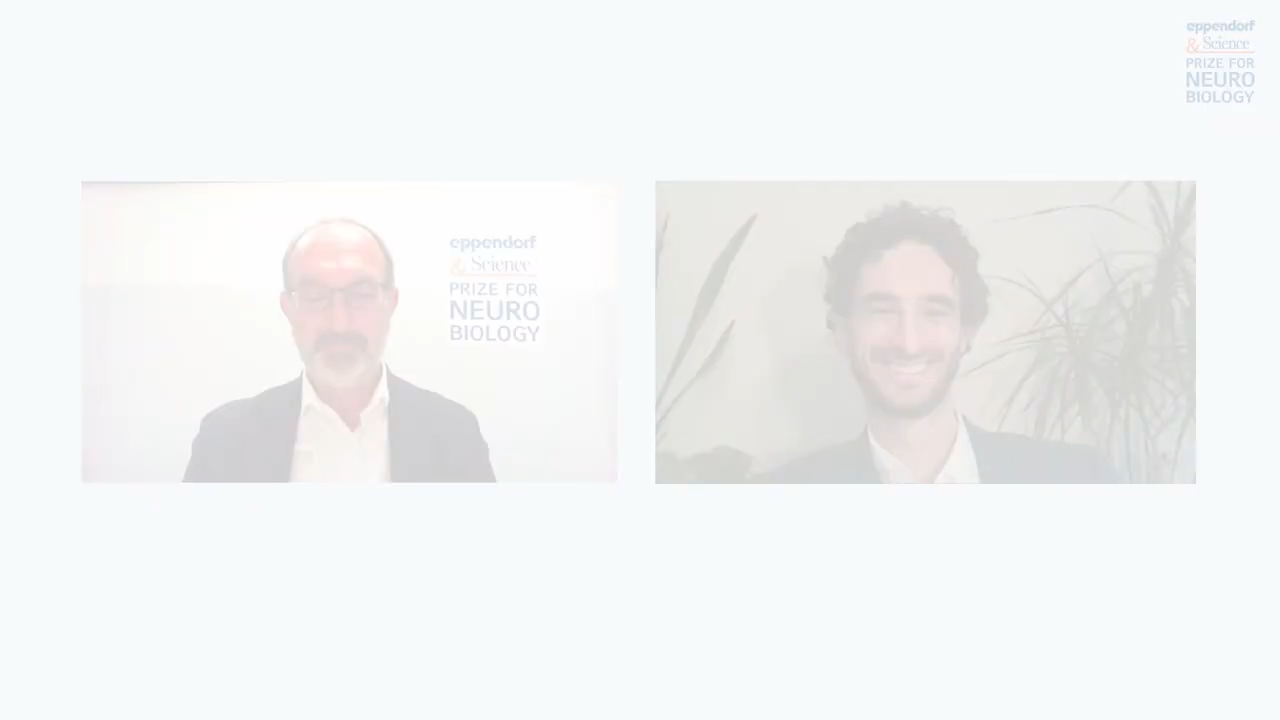 eppendorf
& Science
PRIZE FOR
NEURO
BIOLOGY
eppendorf
& Science
PRIZE FOR
NEURO
BIOLOGY